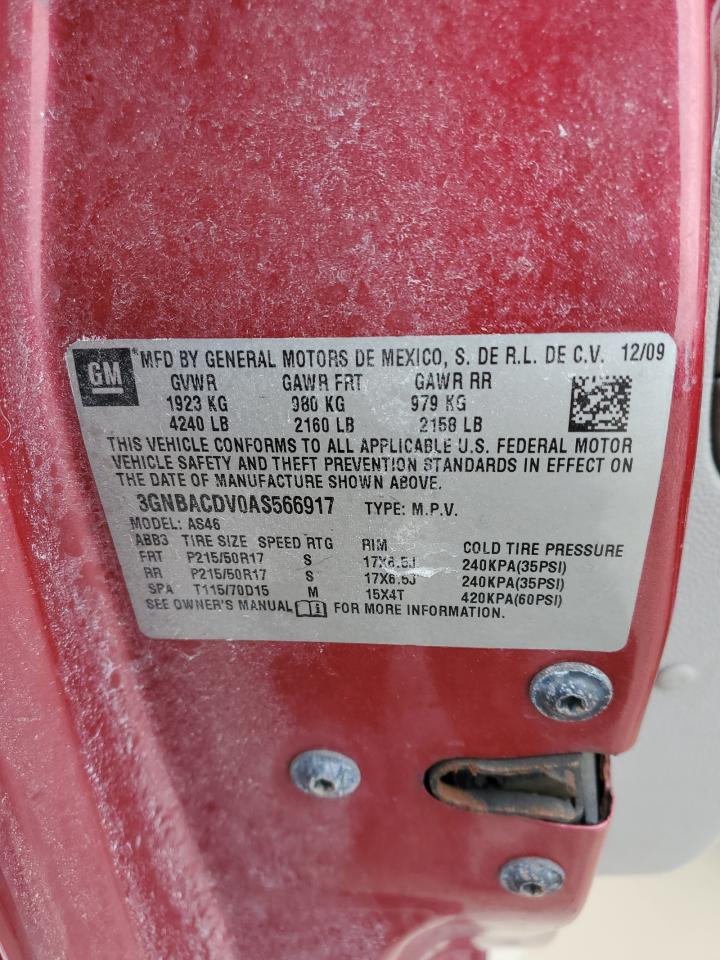 GM *MFD BY GENERAL MOTORS DE MEXICO, S. DE R.L. DE C.V. 12/09
GVWR GAWR FRT GAWR RR
1923 KG 980 KG 979 KG
4240 LB 2160 LB 2158 LB
THIS VEHICLE CONFORMS TO ALL APPLICABLE U.S. FEDERAL MOTOR
VEHICLE SAFETY AND THEFT PREVENTION STANDARDS IN EFFECT ON
THE DATE OF MANUFACTURE SHOWN ABOVE.
3GNBACDV0AS566917 TYPE: M.P.V.
MODEL: AS46
ABB3 TIRE SIZE SPEED RTG RIM COLD TIRE PRESSURE
FRT P215/50R17 S 17X6.5J 240KPA(35PSI)
RR P215/50R17 S 17X6.5J 240KPA(35PSI)
SPA T115/70D15 M 15X4T 420KPA(60PSI)
SEE OWNER'S MANUAL FOR MORE INFORMATION.